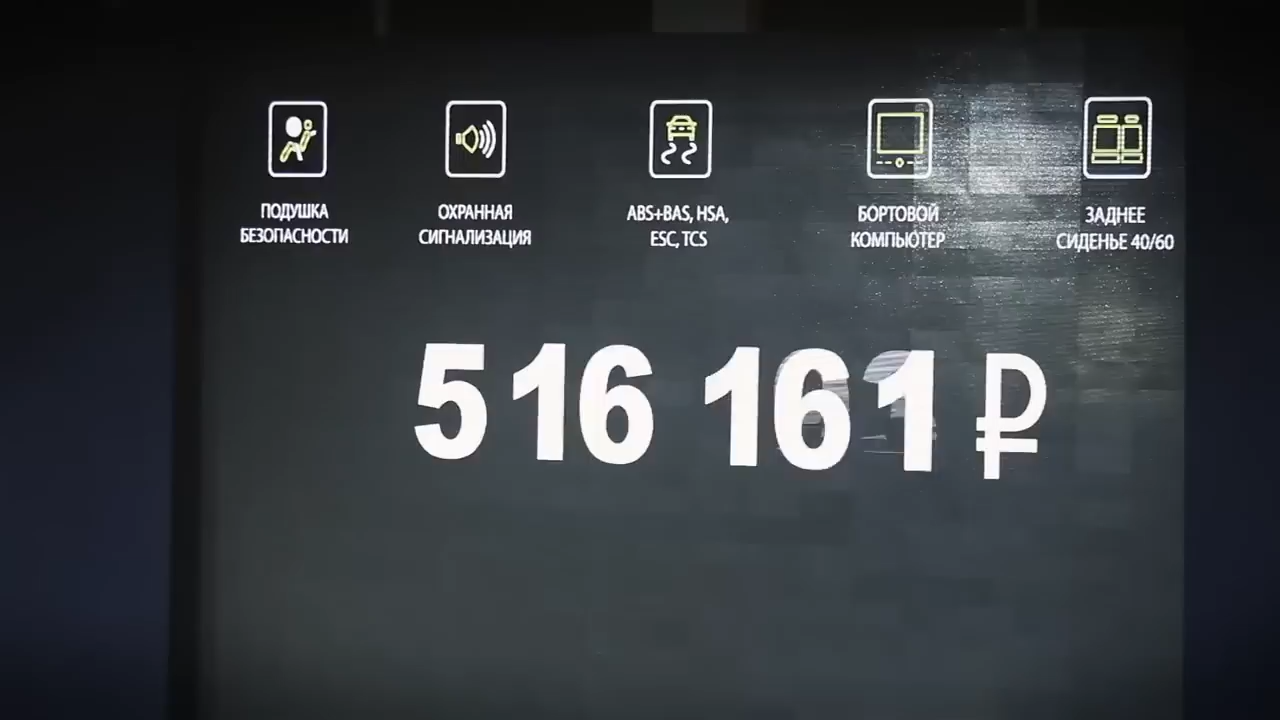 ПОДУШКА
БЕЗОПАСНОСТИ
ОХРАННАЯ
СИГНАЛИЗАЦИЯ
ABS+BAS, HSA,
ESC, TCS
БОРТОВОЙ
КОМПЬЮТЕР
ЗАДНЕЕ
СИДЕНЬЕ 40/60
516 161 ₽